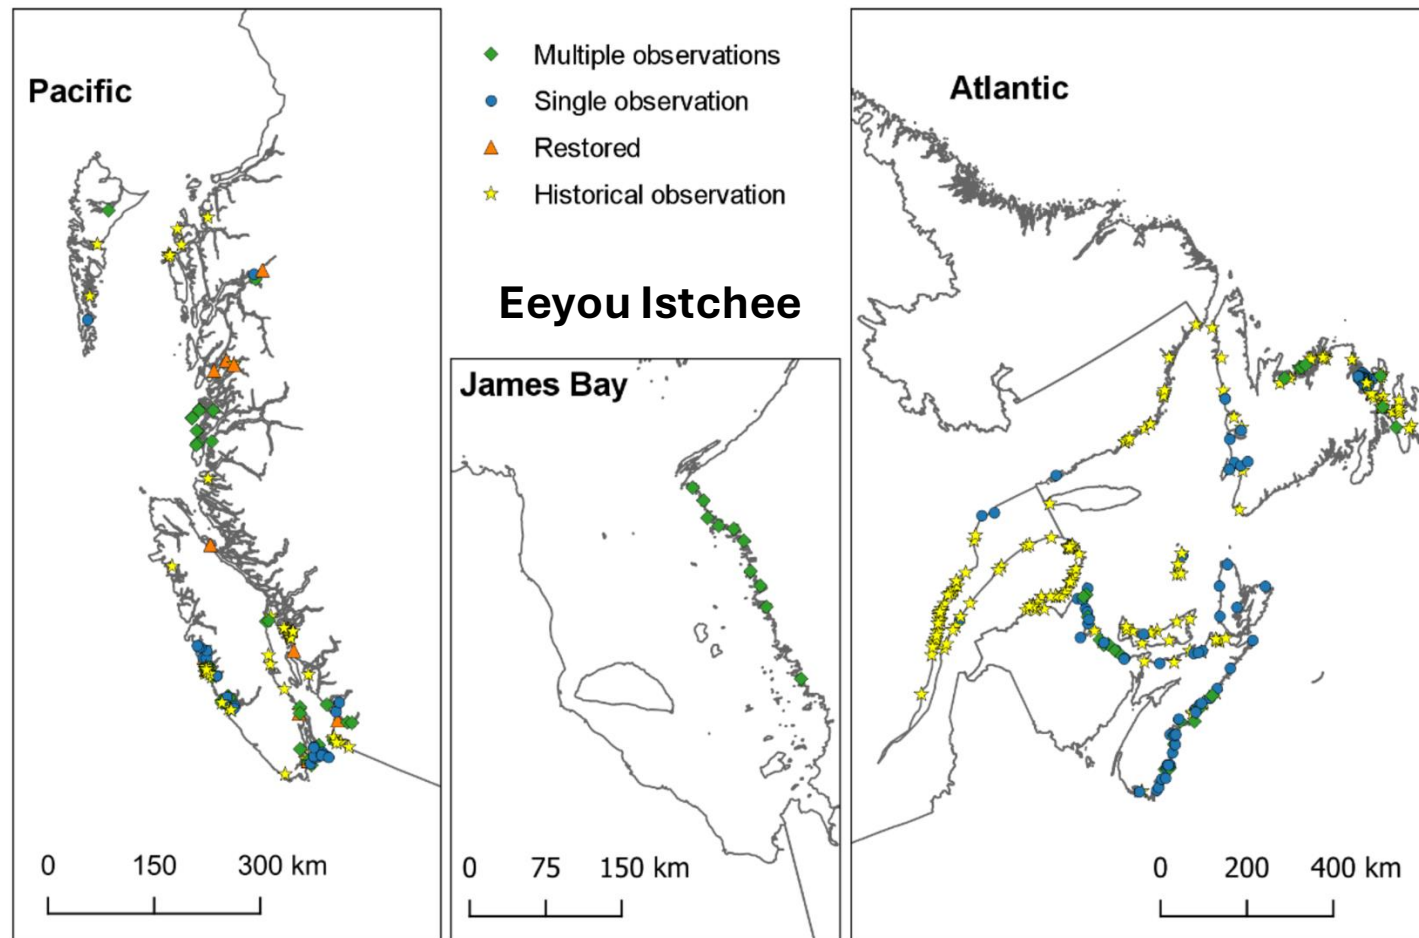 Pacific
Multiple observations
Single observation
Restored
Historical observation
Atlantic
Eeyou Istchee
James Bay
0 150 300 km
0 75 150 km
0 200 400 km